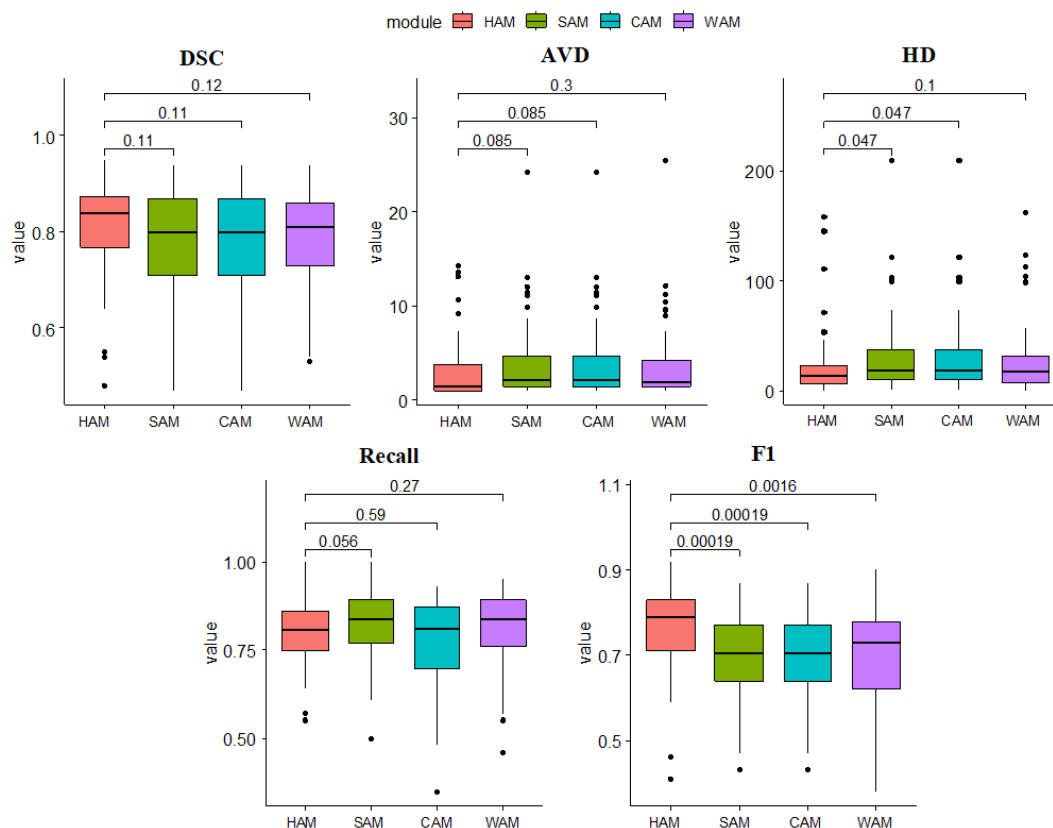 module HAM SAM CAM WAM
DSC
0.12
0.11
0.11
1.0
0.8
0.6
value
HAM SAM CAM WAM
AVD
0.3
0.085
0.085
30
20
10
0
value
HAM SAM CAM WAM
HD
0.1
0.047
0.047
200
100
0
value
HAM SAM CAM WAM
Recall
0.27
0.59
0.056
1.00
0.75
0.50
value
HAM SAM CAM WAM
F1
0.0016
0.00019
0.00019
1.1
0.9
0.7
0.5
value
HAM SAM CAM WAM